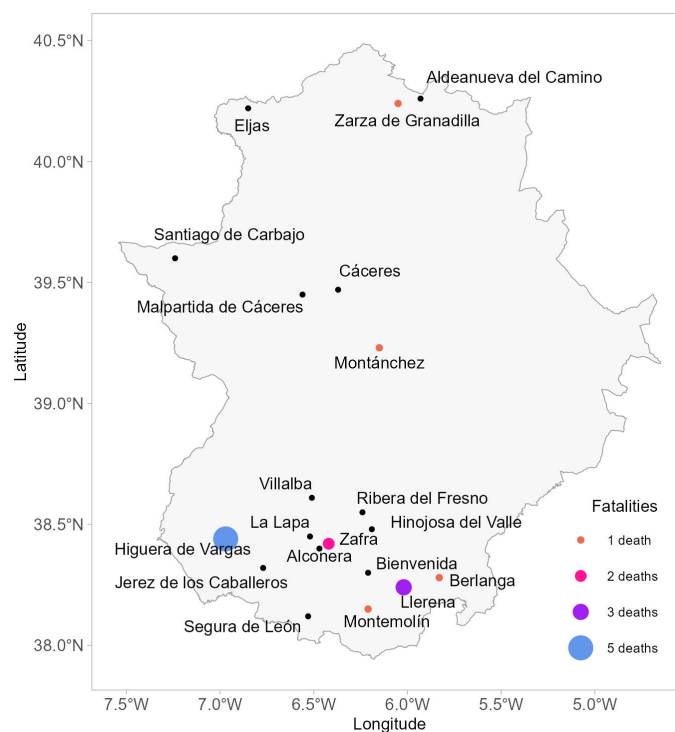 40.5°N
Aldeanueva del Camino
Eljas
Zarza de Granadilla
40.0°N
Santiago de Carbajo
39.5°N
Cáceres
Malpartida de Cáceres
Montánchez
39.0°N
Latitude
Villalba
Ribera del Fresno
38.5°N
La Lapa
Zafra
Hinojosa del Valle
Higuera de Vargas
Alconera
Bienvenida
Jerez de los Caballeros
Berlanga
Llerena
Segura de León
Montemolín
38.0°N
Fatalities
1 death
2 deaths
3 deaths
5 deaths
7.5°W 7.0°W 6.5°W 6.0°W 5.5°W 5.0°W
Longitude